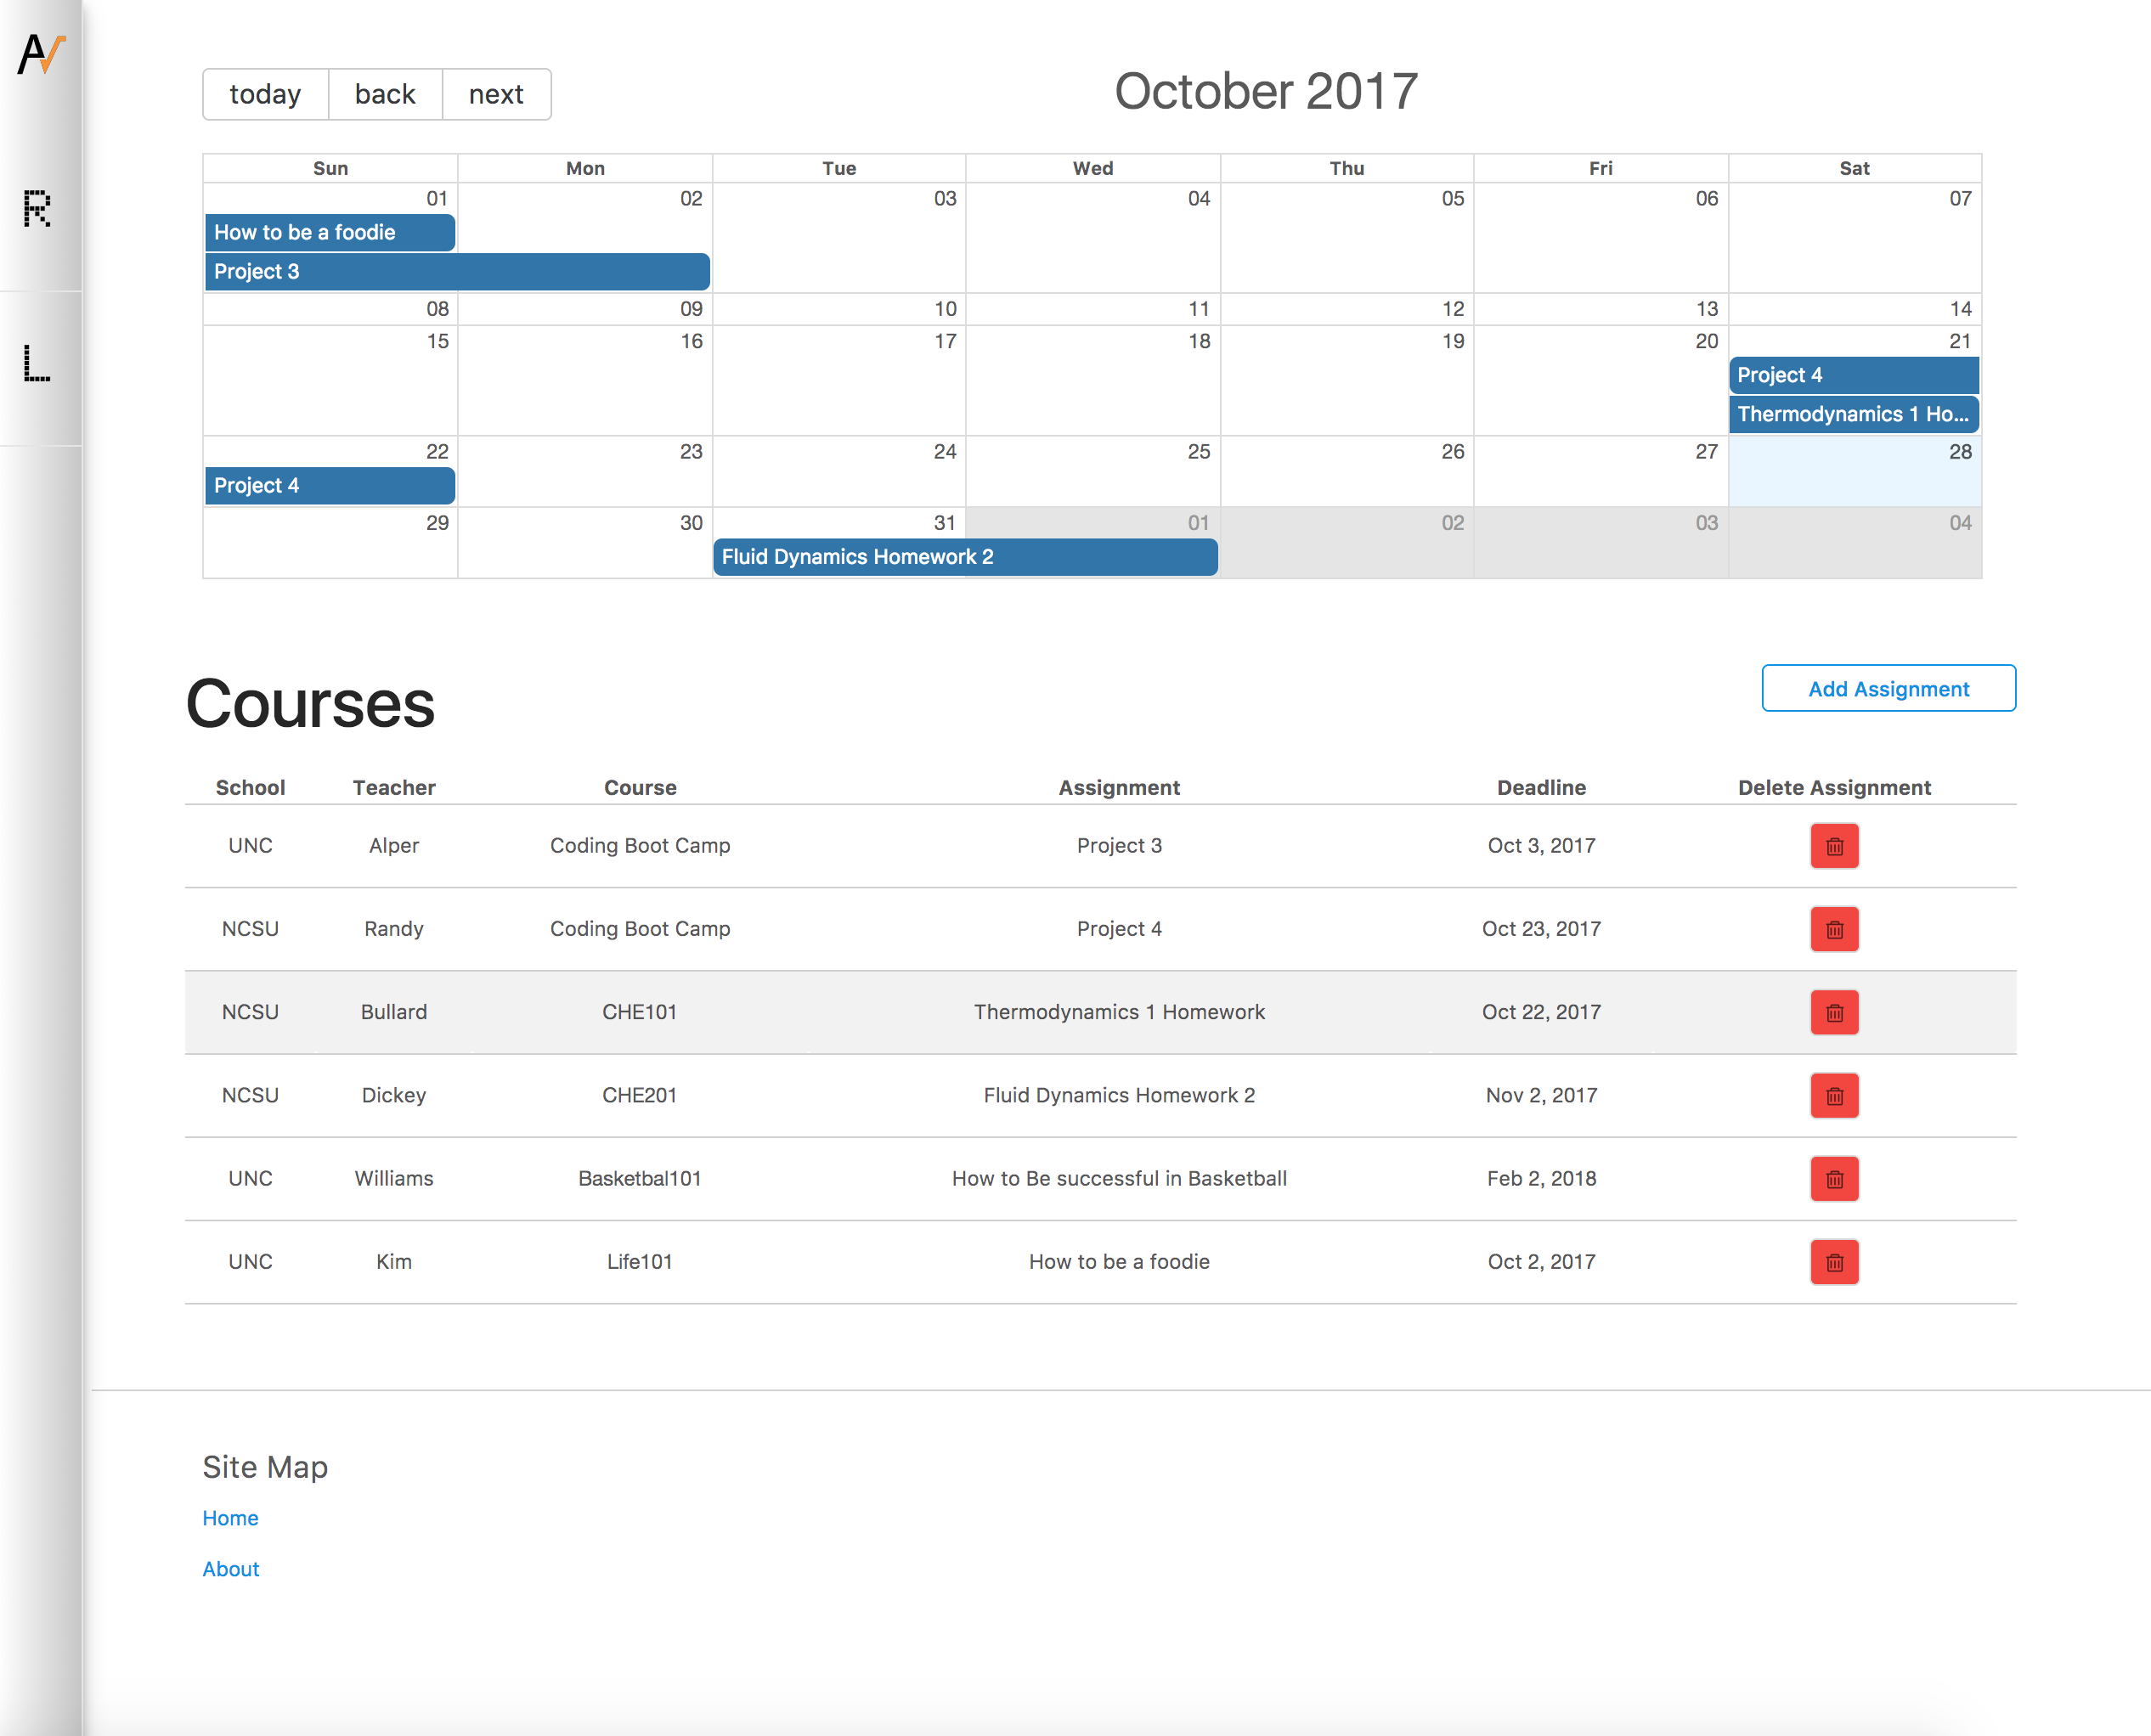 A
R
L
today back next
October 2017
Sun Mon Tue Wed Thu Fri Sat
01 02 03 04 05 06 07
How to be a foodie
Project 3
08 09 10 11 12 13 14
15 16 17 18 19 20 21
Project 4
Thermodynamics 1 Ho...
22 23 24 25 26 27 28
Project 4
29 30 31 01 02 03 04
Fluid Dynamics Homework 2
Courses
Add Assignment
School Teacher Course Assignment Deadline Delete Assignment
UNC Alper Coding Boot Camp Project 3 Oct 3, 2017
NCSU Randy Coding Boot Camp Project 4 Oct 23, 2017
NCSU Bullard CHE101 Thermodynamics 1 Homework Oct 22, 2017
NCSU Dickey CHE201 Fluid Dynamics Homework 2 Nov 2, 2017
UNC Williams Basketbal101 How to Be successful in Basketball Feb 2, 2018
UNC Kim Life101 How to be a foodie Oct 2, 2017
Site Map
Home
About